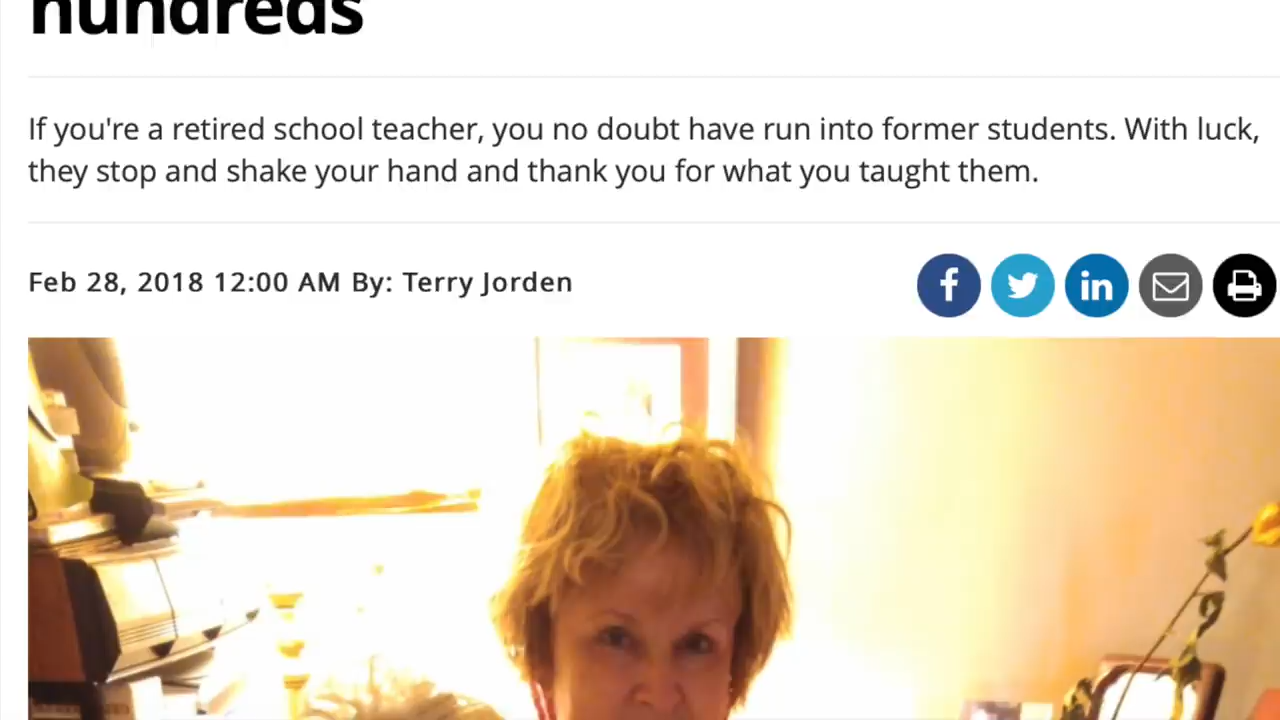 hundreds
If you're a retired school teacher, you no doubt have run into former students. With luck,
they stop and shake your hand and thank you for what you taught them.
Feb 28, 2018 12:00 AM By: Terry Jorden
f
in